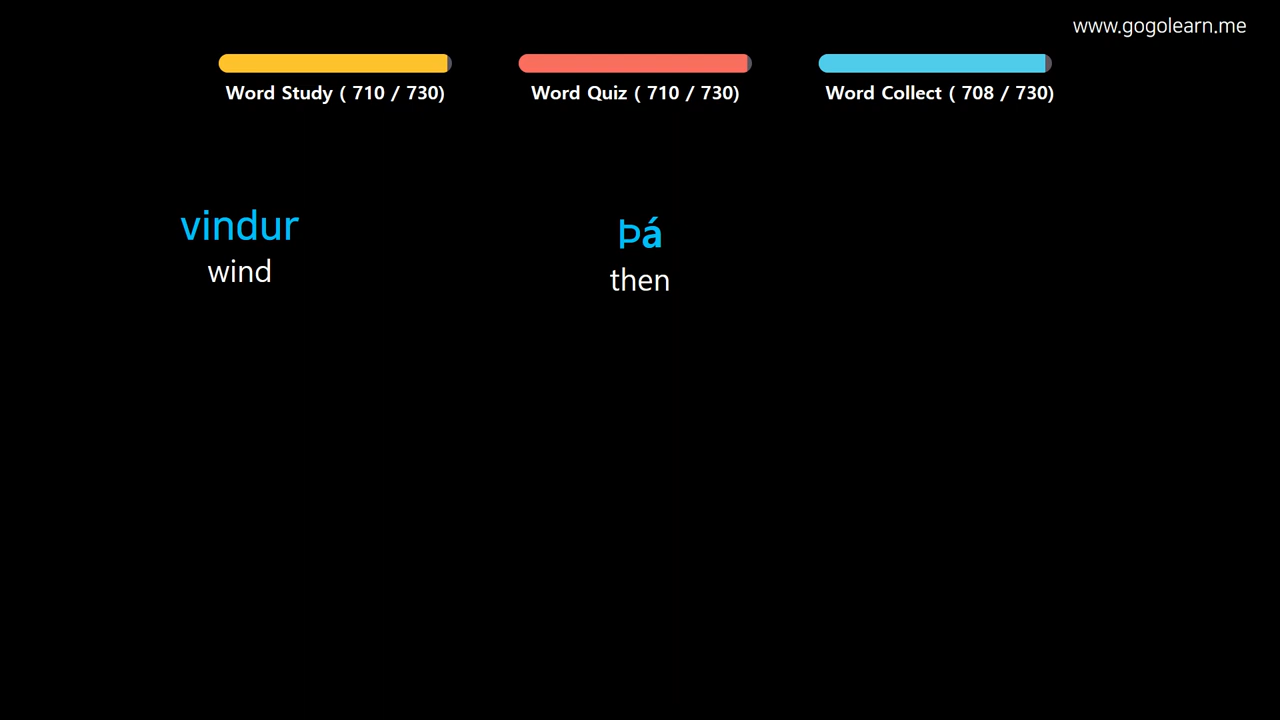 www.gogolearn.me
Word Study ( 710 / 730)
Word Quiz ( 710 / 730)
Word Collect ( 708 / 730)
vindur
wind
Þá
then